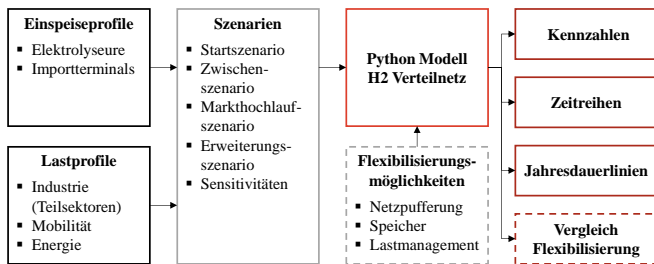 Einspeiseprofile
▪ Elektrolyseure
▪ Importterminals
Lastprofile
▪ Industrie
(Teilsektoren)
▪ Mobilität
▪ Energie
Szenarien
▪ Startszenario
▪ Zwischen-
szenario
▪ Markthochlauf-
szenario
▪ Erweiterungs-
szenario
▪ Sensitivitäten
Python Modell
H2 Verteilnetz
Flexibilisierungs-
möglichkeiten
▪ Netzpufferung
▪ Speicher
▪ Lastmanagement
Kennzahlen
Zeitreihen
Jahresdauerlinien
Vergleich
Flexibilisierung